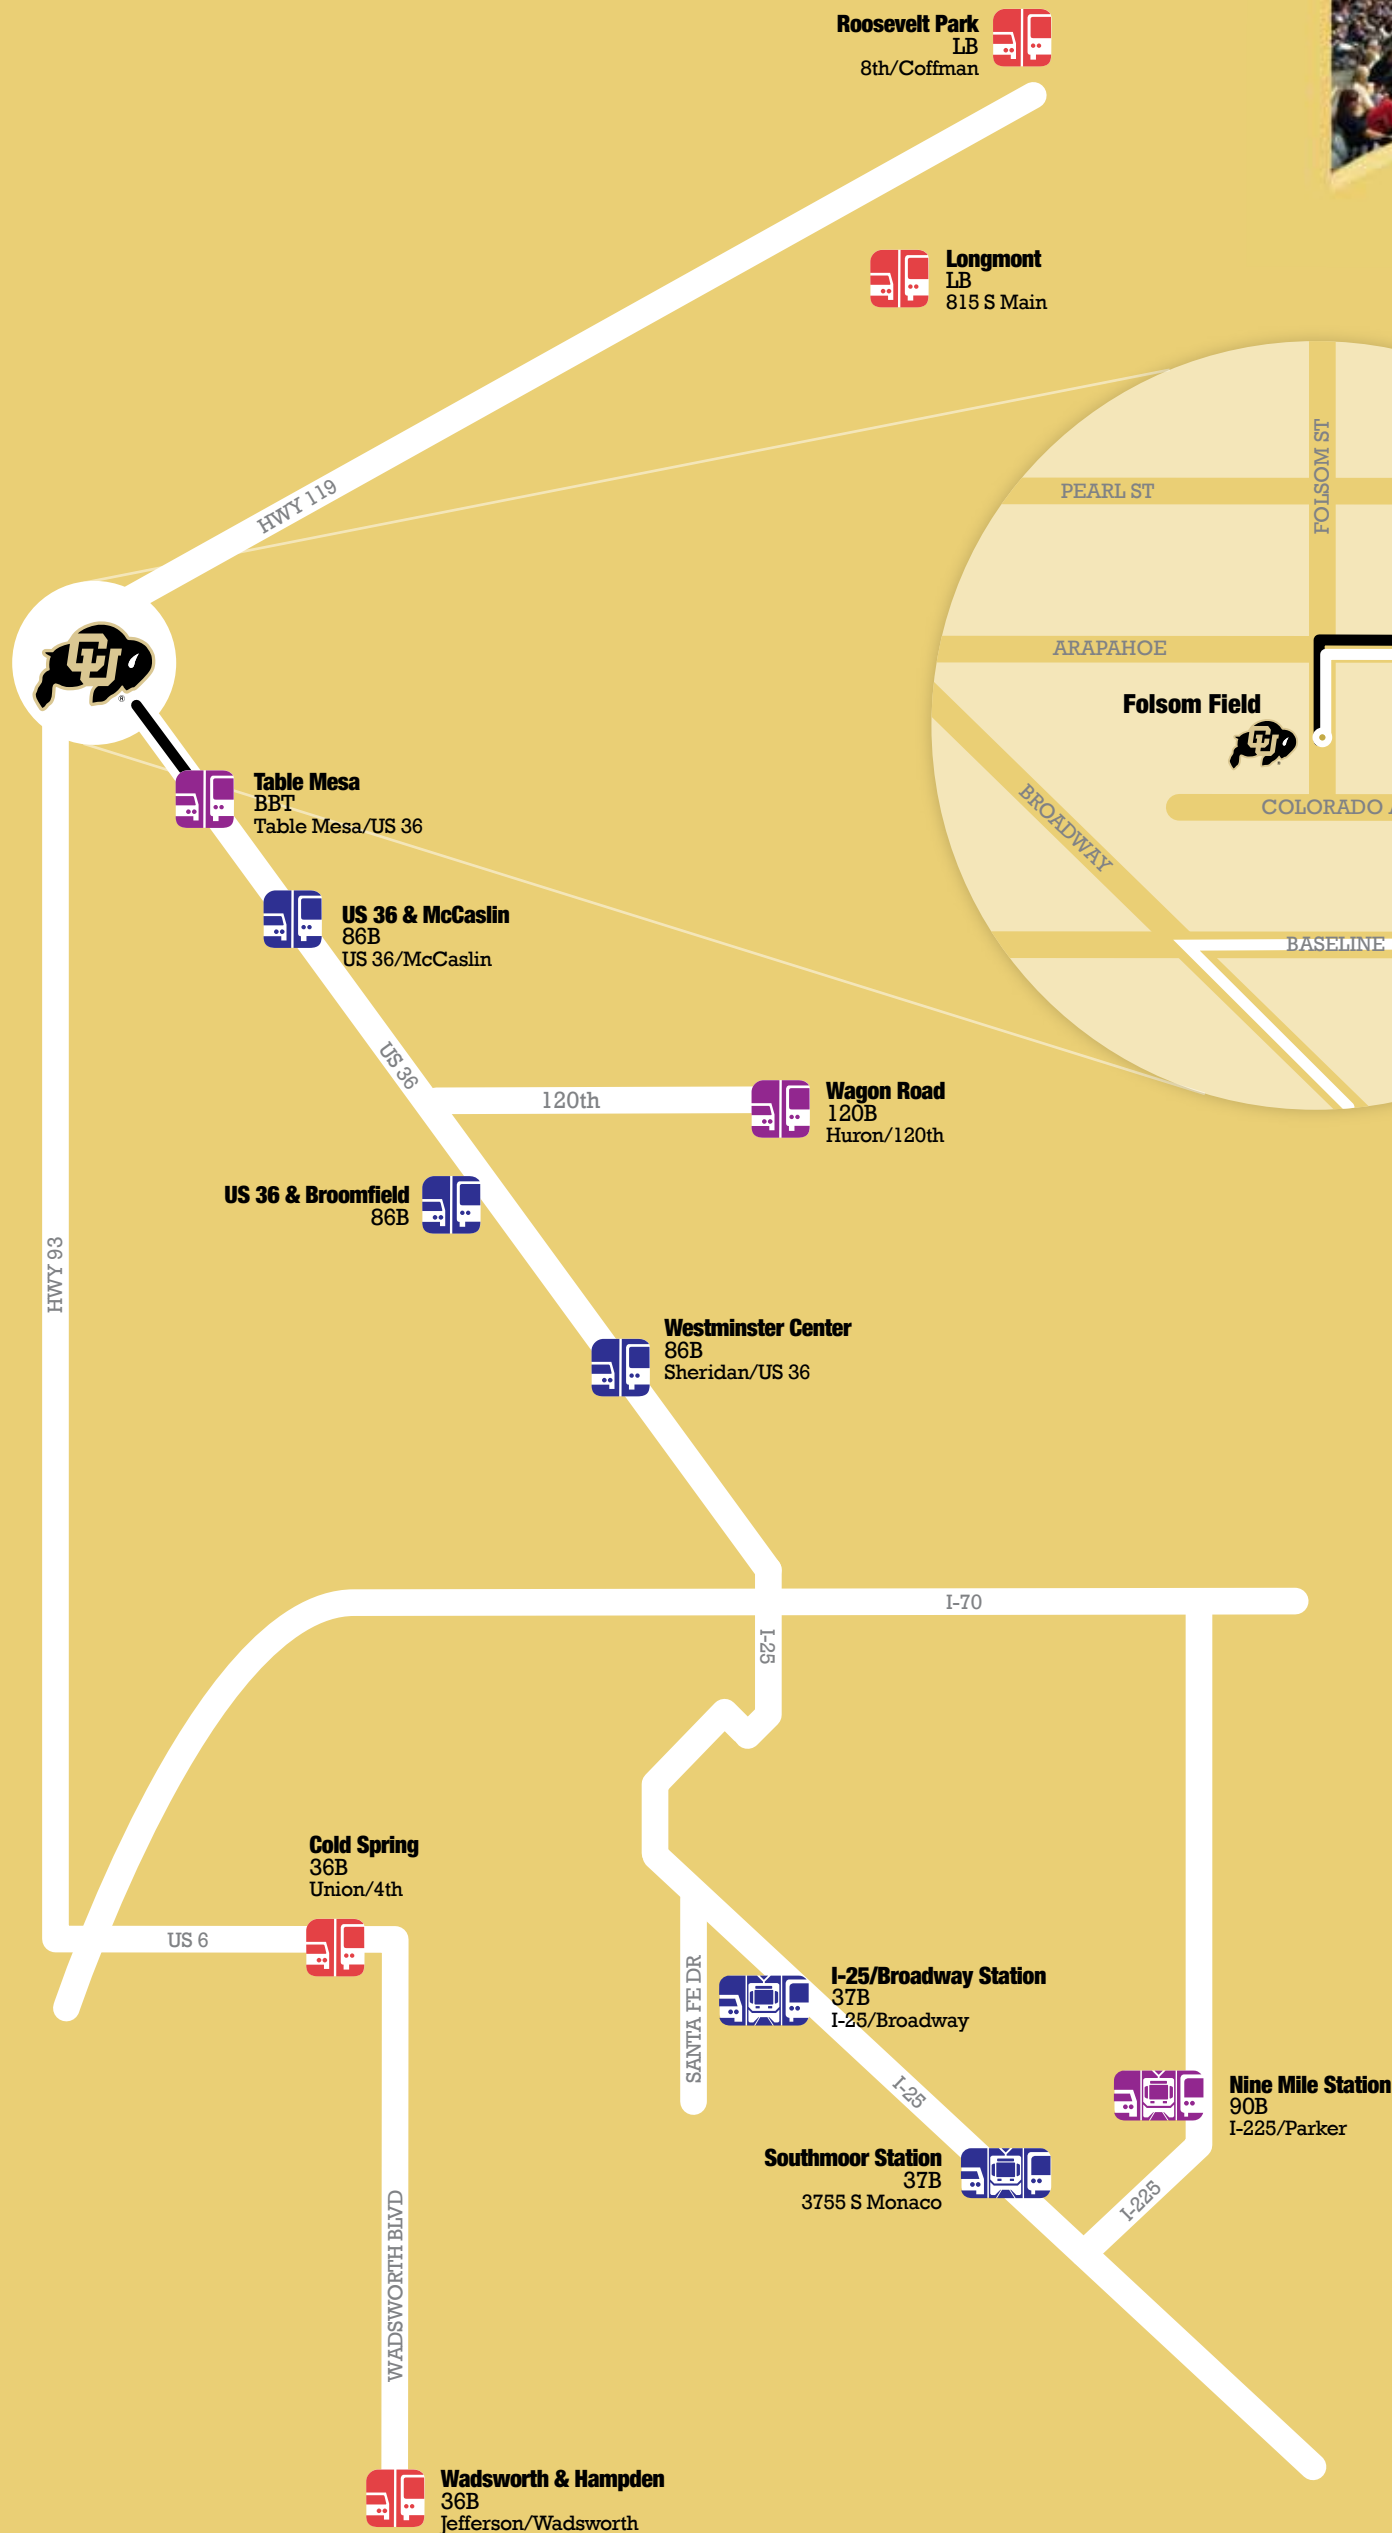 Roosevelt Park
LB
8th/Coffman
Longmont
LB
815 S Main
HWY 119
FOLSOM ST
PEARL ST
ARAPAHOE
Folsom Field
CU
COLORADO
BROADWAY
BASELINE
CU
Table Mesa
BBT
Table Mesa/US 36
US 36 & McCaslin
86B
US 36/McCaslin
US 36
120th
Wagon Road
120B
Huron/120th
US 36 & Broomfield
86B
HWY 93
Westminster Center
86B
Sheridan/US 36
I-70
I-25
Cold Spring
36B
Union/4th
US 6
SANTA FE DR
I-25/Broadway Station
37B
I-25/Broadway
I-25
Nine Mile Station
90B
I-225/Parker
Southmoor Station
37B
3755 S Monaco
I-225
WADSWORTH BLVD
Wadsworth & Hampden
36B
Jefferson/Wadsworth